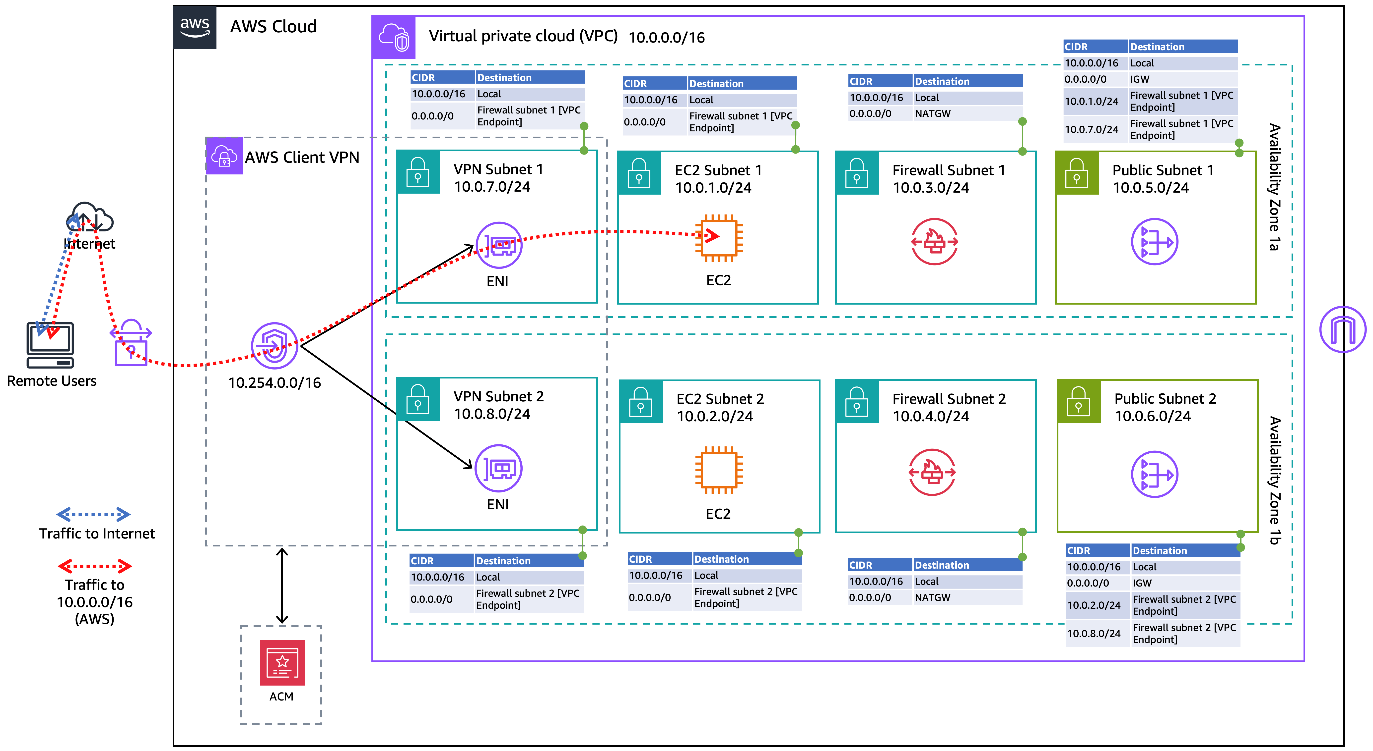 aws
AWS Cloud
Virtual private cloud (VPC) 10.0.0.0/16
CIDR Destination
10.0.0.0/16 Local
0.0.0.0/0 Firewall subnet 1 [VPC
Endpoint]
CIDR Destination
10.0.0.0/16 Local
0.0.0.0/0 Firewall subnet 1 [VPC
Endpoint]
CIDR Destination
10.0.0.0/16 Local
0.0.0.0/0 NATGW
CIDR Destination
10.0.0.0/16 Local
0.0.0.0/0 IGW
10.0.1.0/24 Firewall subnet 1 [VPC
Endpoint]
10.0.7.0/24 Firewall subnet 1 [VPC
Endpoint]
AWS Client VPN
VPN Subnet 1
10.0.7.0/24
ENI
EC2 Subnet 1
10.0.1.0/24
EC2
Firewall Subnet 1
10.0.3.0/24
Public Subnet 1
10.0.5.0/24
Availability Zone 1a
Internet
Remote Users
10.254.0.0/16
VPN Subnet 2
10.0.8.0/24
ENI
EC2 Subnet 2
10.0.2.0/24
EC2
Firewall Subnet 2
10.0.4.0/24
Public Subnet 2
10.0.6.0/24
Availability Zone 1b
CIDR Destination
10.0.0.0/16 Local
0.0.0.0/0 Firewall subnet 2 [VPC
Endpoint]
CIDR Destination
10.0.0.0/16 Local
0.0.0.0/0 Firewall subnet 2 [VPC
Endpoint]
CIDR Destination
10.0.0.0/16 Local
0.0.0.0/0 NATGW
CIDR Destination
10.0.0.0/16 Local
0.0.0.0/0 IGW
10.0.2.0/24 Firewall subnet 2 [VPC
Endpoint]
10.0.8.0/24 Firewall subnet 2 [VPC
Endpoint]
Traffic to Internet
Traffic to
10.0.0.0/16
(AWS)
ACM